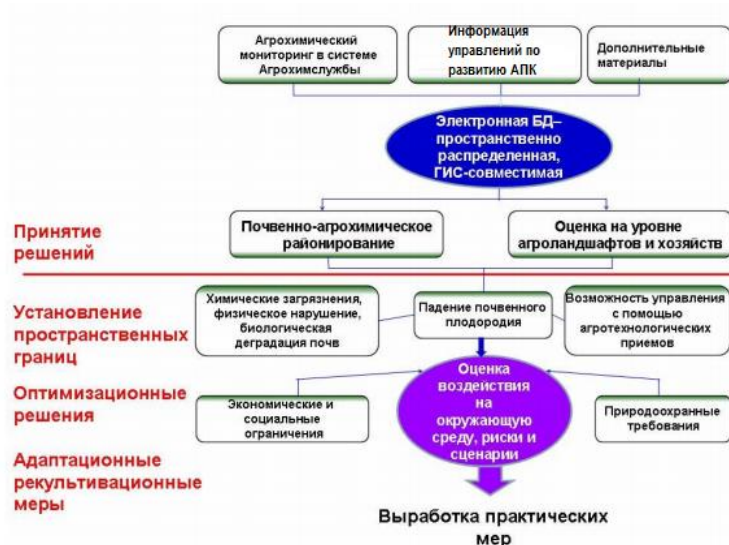 Агрохимический
мониторинг в системе
Агрохимслужбы
Информация
управлений по
развитию АПК
Дополнительные
материалы
Электронная БД–
пространственно
распределенная,
ГИС-совместимая
Принятие
решений
Почвенно-агрохимическое
районирование
Оценка на уровне
агроландшафтов и хозяйств
Установление
пространственных
границ
Химические загрязнения,
физическое нарушение,
биологическая
деградация почв
Падение почвенного
плодородия
Возможность управления
с помощью
агротехнологических
приемов
Оптимизационные
решения
Экономические и
социальные
ограничения
Оценка
воздействия
на
окружающую
среду, риски и
сценарии
Природоохранные
требования
Адаптационные
рекультивационные
меры
Выработка практических
мер